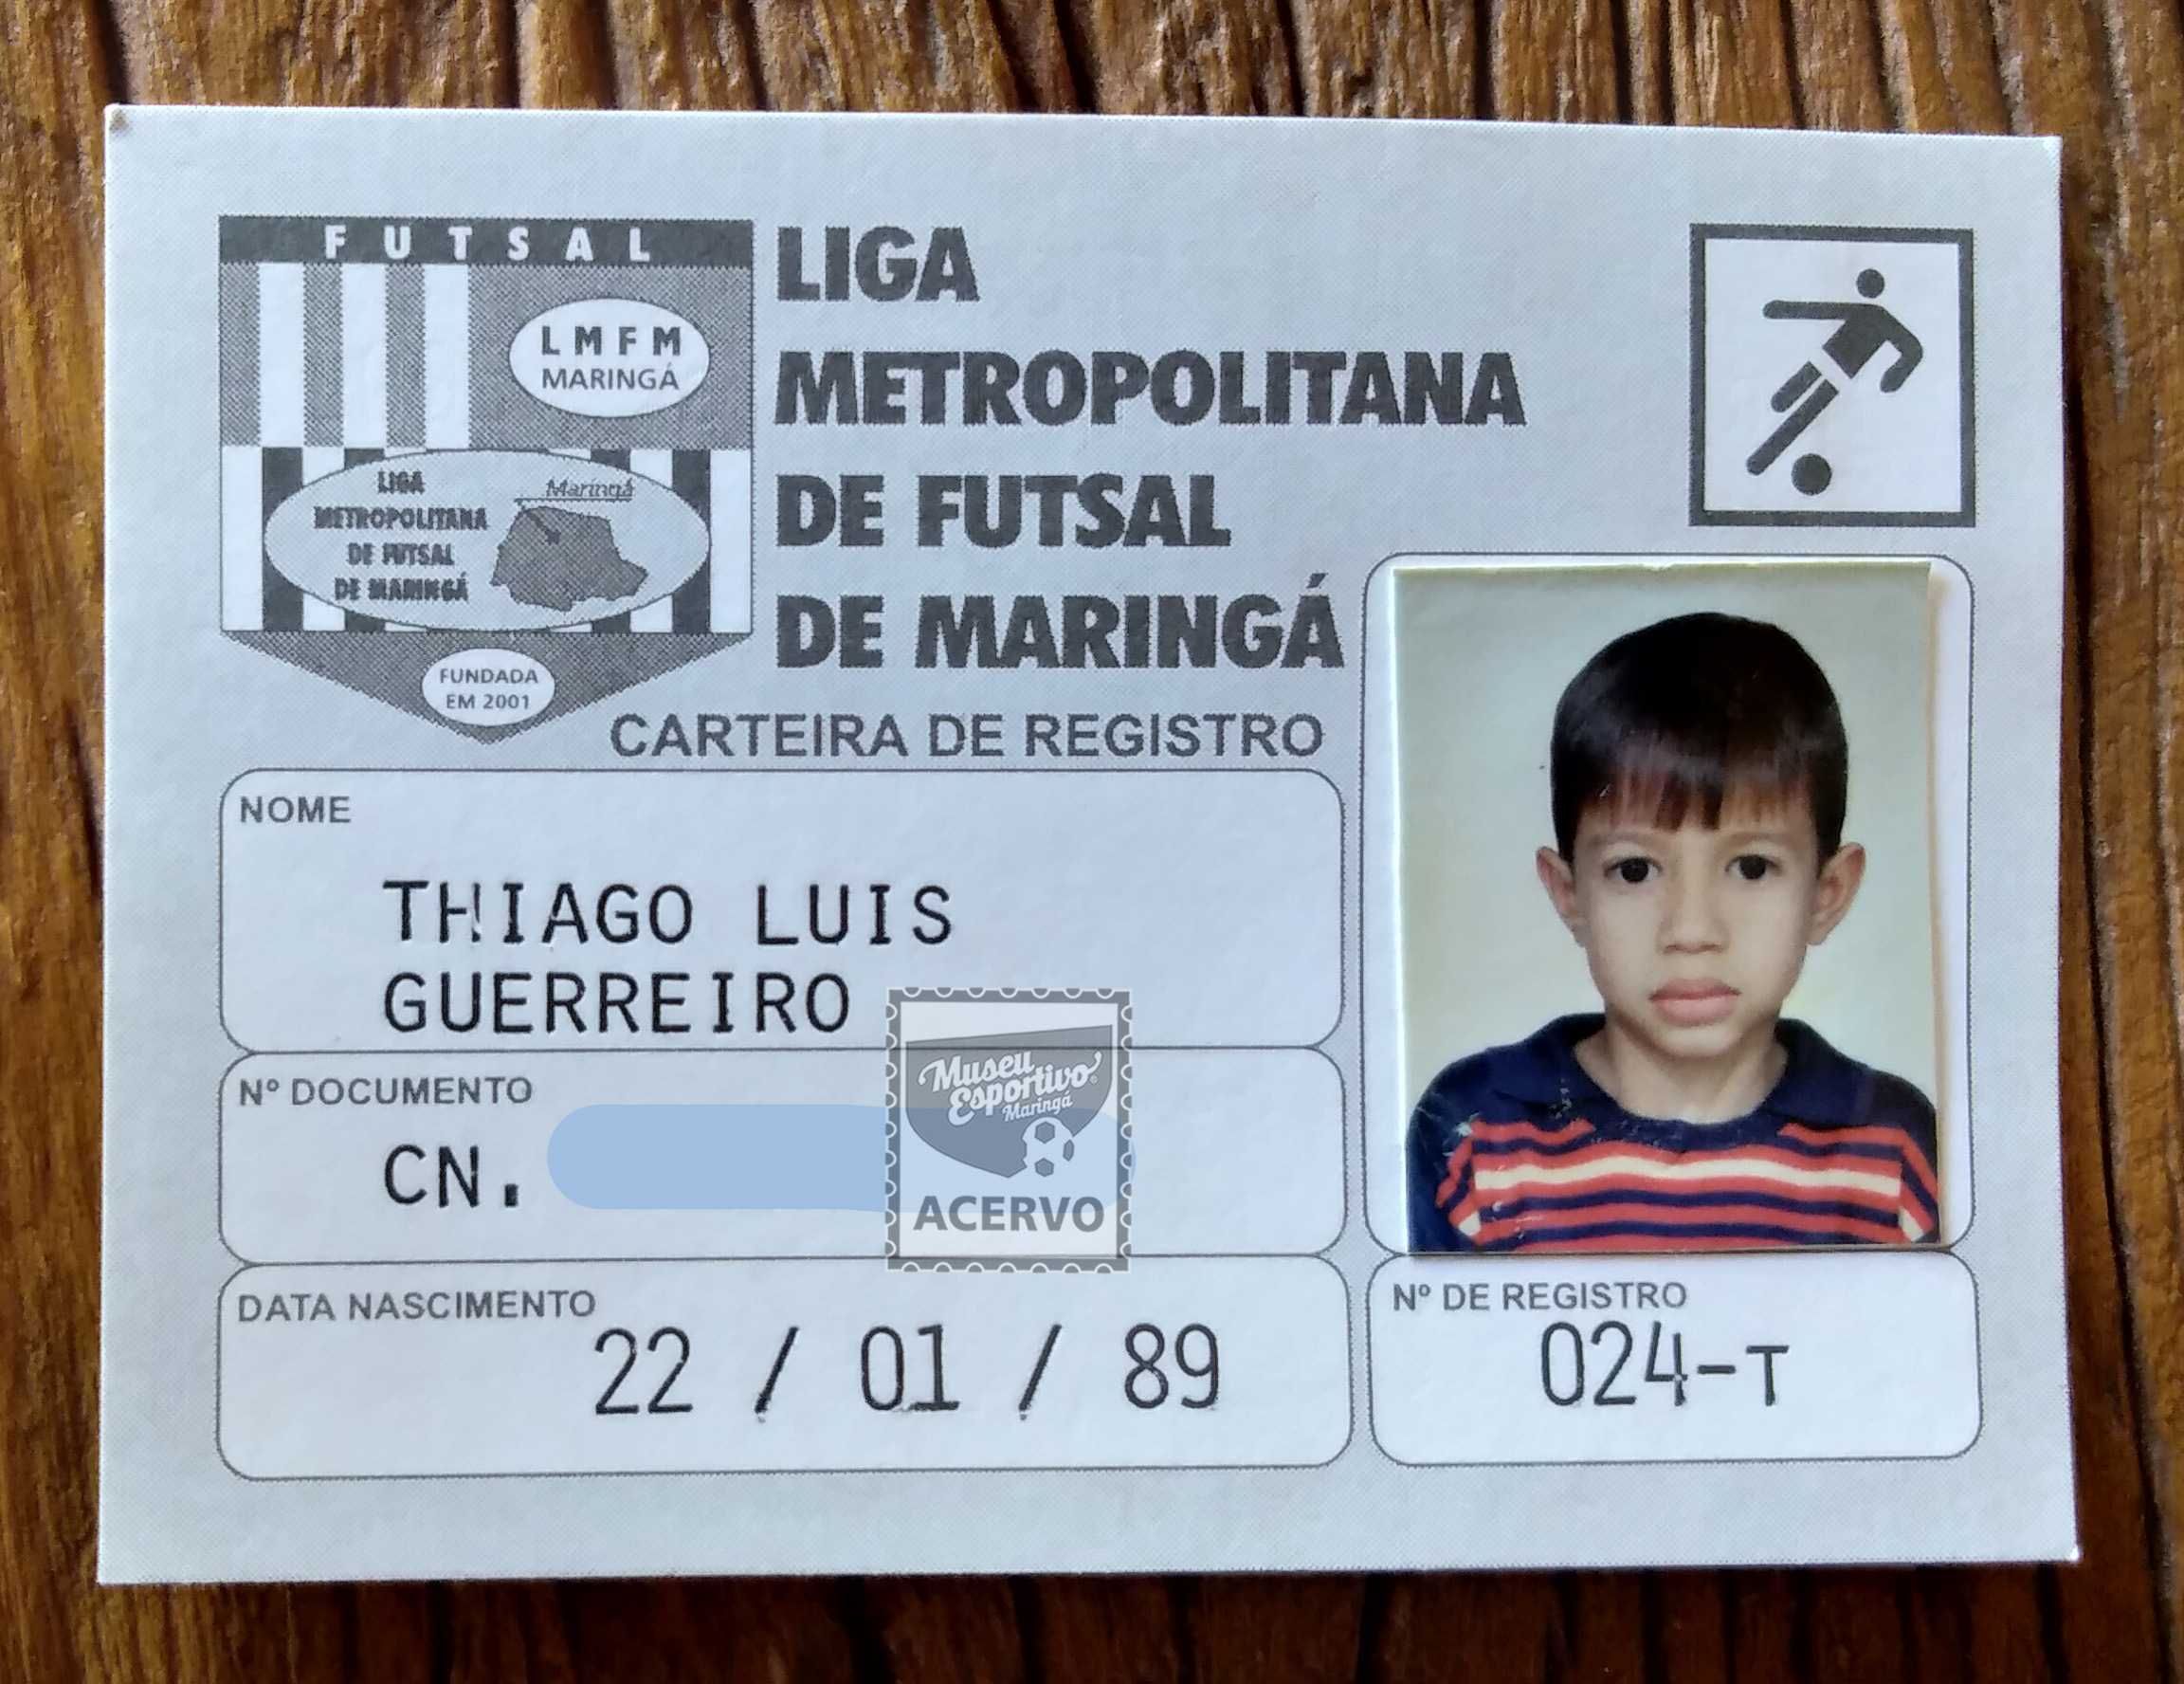 FUTSAL
LMFM
MARINGÁ
LIGA
METROPOLITANA
DE FUTSAL
DE MARINGÁ
Maringá
FUNDADA
EM 2001
LIGA
METROPOLITANA
DE FUTSAL
DE MARINGÁ
CARTEIRA DE REGISTRO
NOME
THIAGO LUIS
GUERREIRO
Nº DOCUMENTO
CN.
Museu
Esportivo
Maringá
ACERVO
DATA NASCIMENTO
22 / 01 / 89
Nº DE REGISTRO
024-T